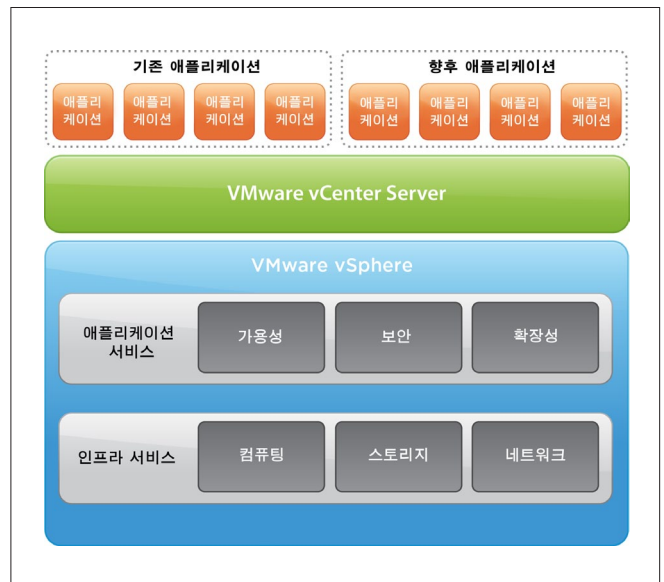 기존 애플리케이션
향후 애플리케이션
애플리
케이션
애플리
케이션
애플리
케이션
애플리
케이션
애플리
케이션
애플리
케이션
애플리
케이션
애플리
케이션
VMware vCenter Server
VMware vSphere
애플리케이션
서비스
가용성
보안
확장성
인프라 서비스
컴퓨팅
스토리지
네트워크